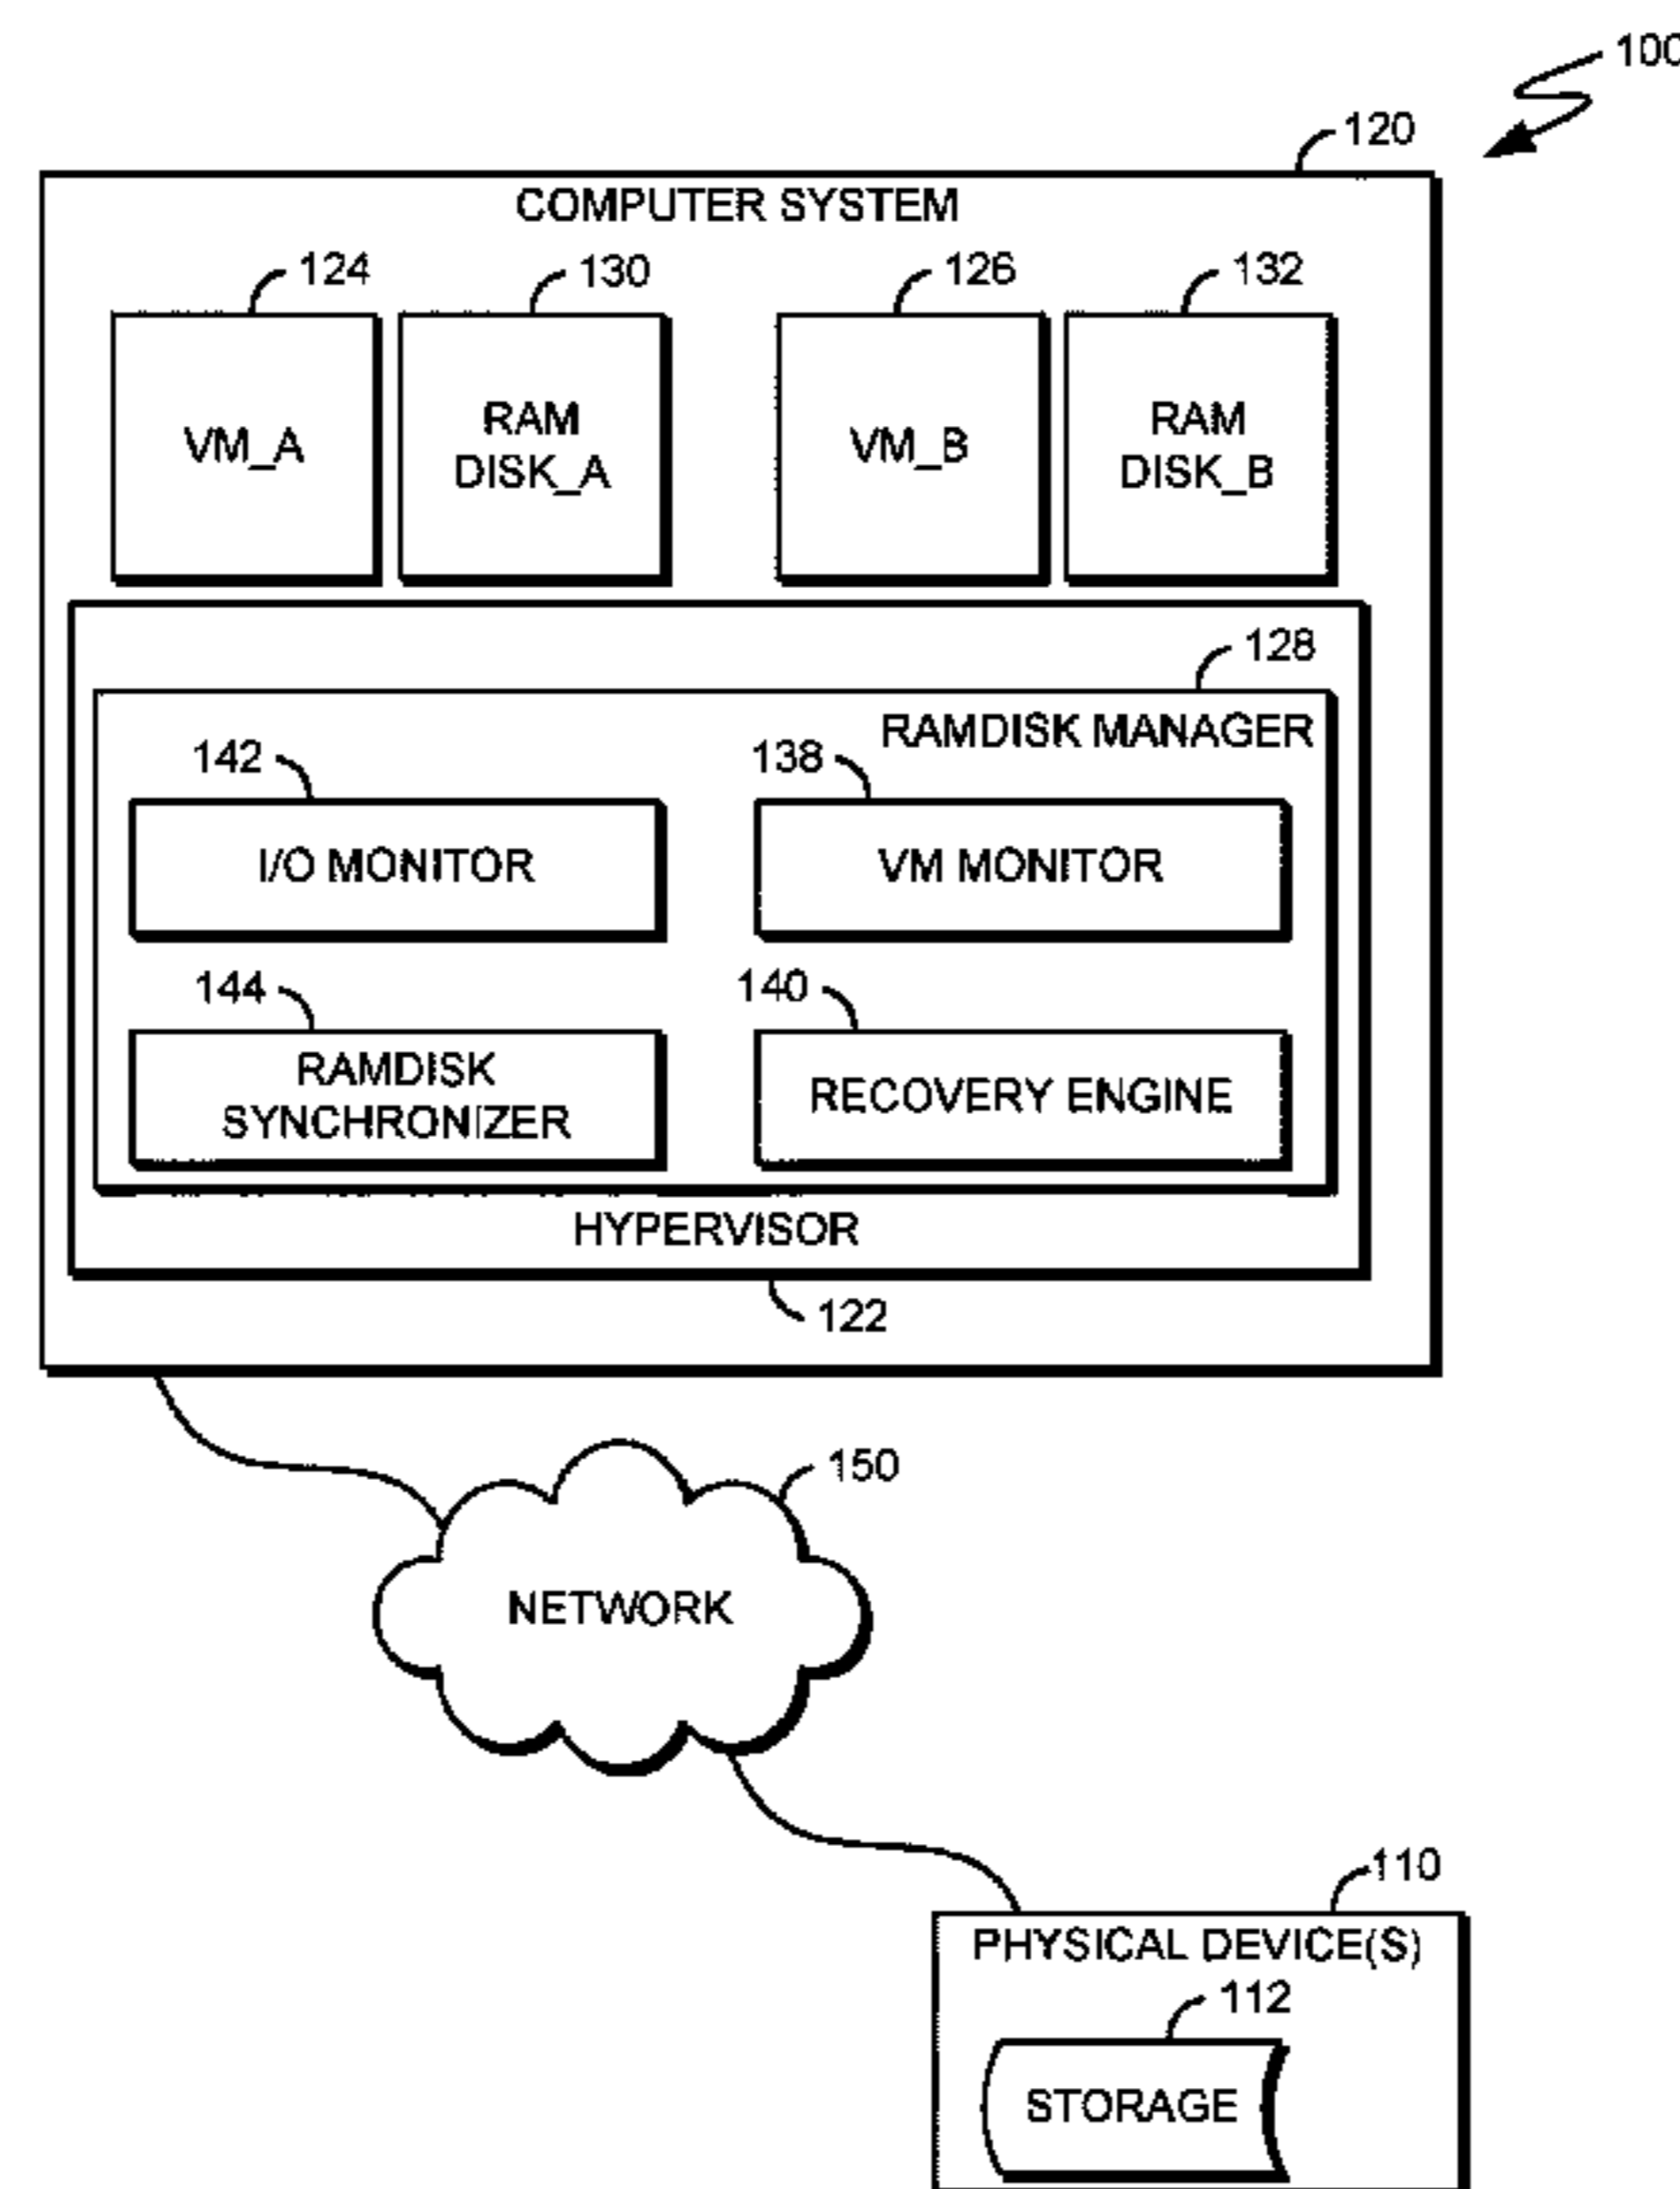 100
120
COMPUTER SYSTEM
124
130
126
132
VM_A
RAM
DISK_A
VM_B
RAM
DISK_B
128
RAMDISK MANAGER
142
138
I/O MONITOR
VM MONITOR
144
140
RAMDISK
SYNCHRONIZER
RECOVERY ENGINE
HYPERVISOR
122
150
NETWORK
110
PHYSICAL DEVICE(S)
112
STORAGE